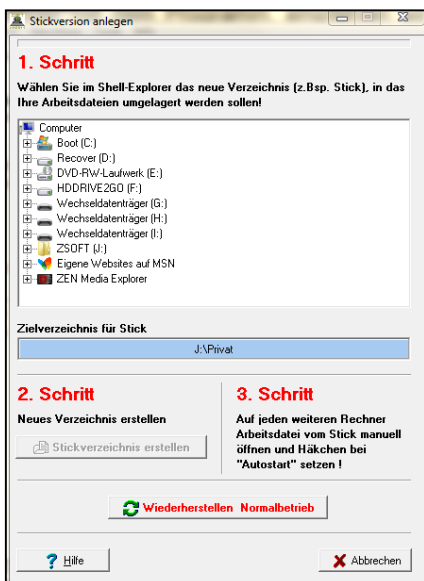 Stickversion anlegen
1. Schritt
Wählen Sie im Shell-Explorer das neue Verzeichnis (z.Bsp. Stick), in das
Ihre Arbeitsdateien umgelagert werden sollen!
Computer
Boot (C:)
Recover (D:)
DVD-RW-Laufwerk (E:)
HDDRIVE2GO (F:)
Wechseldatenträger (G:)
Wechseldatenträger (H:)
Wechseldatenträger (I:)
ZSOFT (J:)
Eigene Websites auf MSN
ZEN Media Explorer
Zielverzeichnis für Stick
J:\Privat
2. Schritt
Neues Verzeichnis erstellen
Stickverzeichnis erstellen
3. Schritt
Auf jeden weiteren Rechner
Arbeitsdatei vom Stick manuell
öffnen und Häkchen bei
"Autostart" setzen !
Wiederherstellen Normalbetrieb
Hilfe
Abbrechen